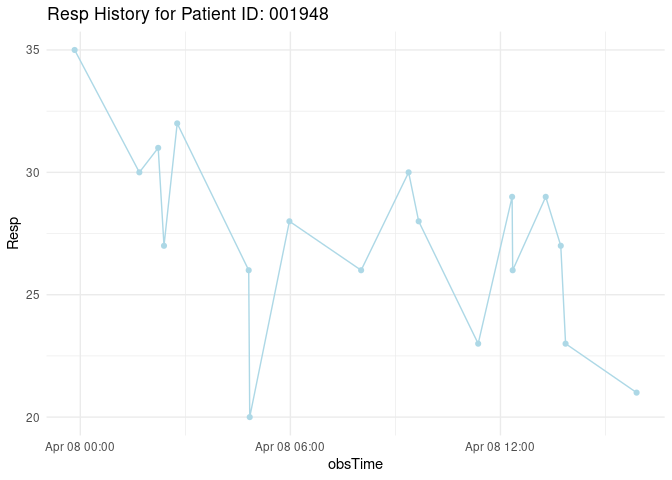 Resp History for Patient ID: 001948
Resp
35
30
25
20
Apr 08 00:00
Apr 08 06:00
Apr 08 12:00
obsTime